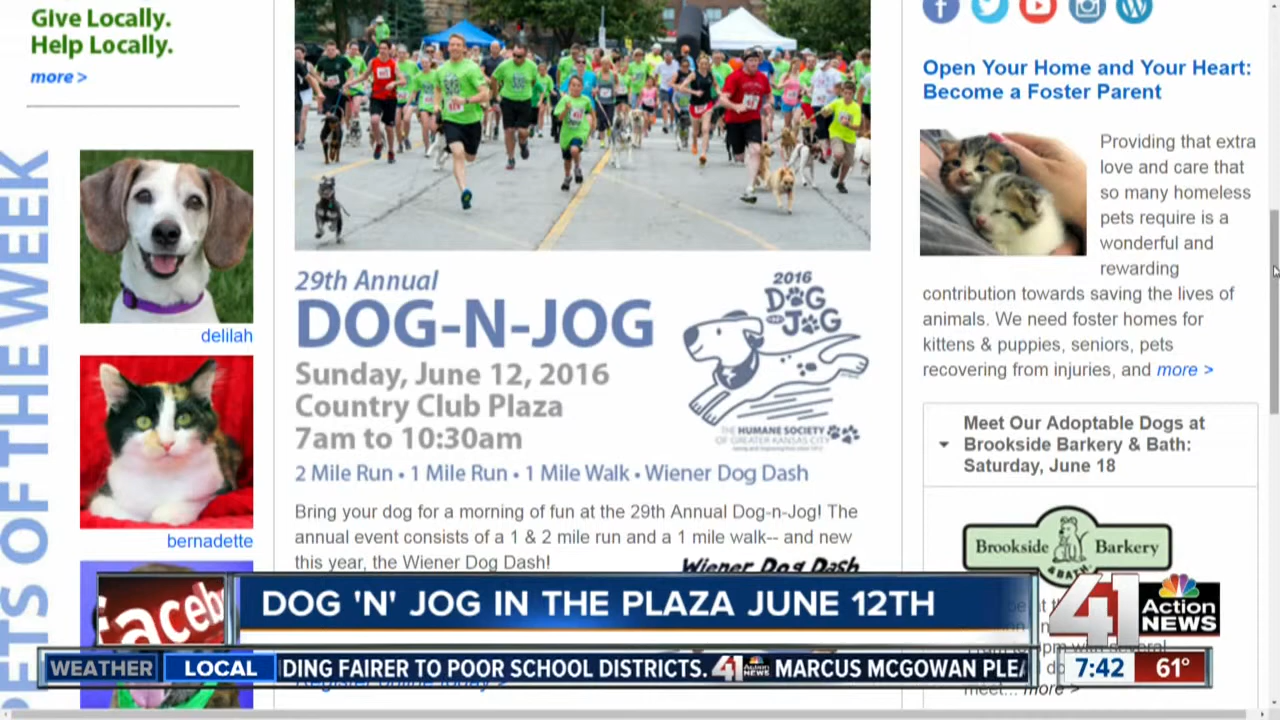 Give Locally.
Help Locally.
more >
PETS OF THE WEEK
delilah
bernadette
29th Annual
DOG-N-JOG
Sunday, June 12, 2016
Country Club Plaza
7am to 10:30am
2 Mile Run • 1 Mile Run • 1 Mile Walk • Wiener Dog Dash
2016
DOG
JOG
THE HUMANE SOCIETY
OF GREATER KANSAS CITY
Bring your dog for a morning of fun at the 29th Annual Dog-n-Jog! The
annual event consists of a 1 & 2 mile run and a 1 mile walk-- and new
this year, the Wiener Dog Dash!
Wiener Dog Dash
Open Your Home and Your Heart:
Become a Foster Parent
Providing that extra
love and care that
so many homeless
pets require is a
wonderful and
rewarding
contribution towards saving the lives of
animals. We need foster homes for
kittens & puppies, seniors, pets
recovering from injuries, and more >
Meet Our Adoptable Dogs at
Brookside Barkery & Bath:
Saturday, June 18
Brookside Barkery
& BATH
meet... more >
faceb
DOG 'N' JOG IN THE PLAZA JUNE 12TH
41 Action NEWS
WEATHER LOCAL DING FAIRER TO POOR SCHOOL DISTRICTS. 41 Action NEWS MARCUS MCGOWAN PLEA
7:42 61°